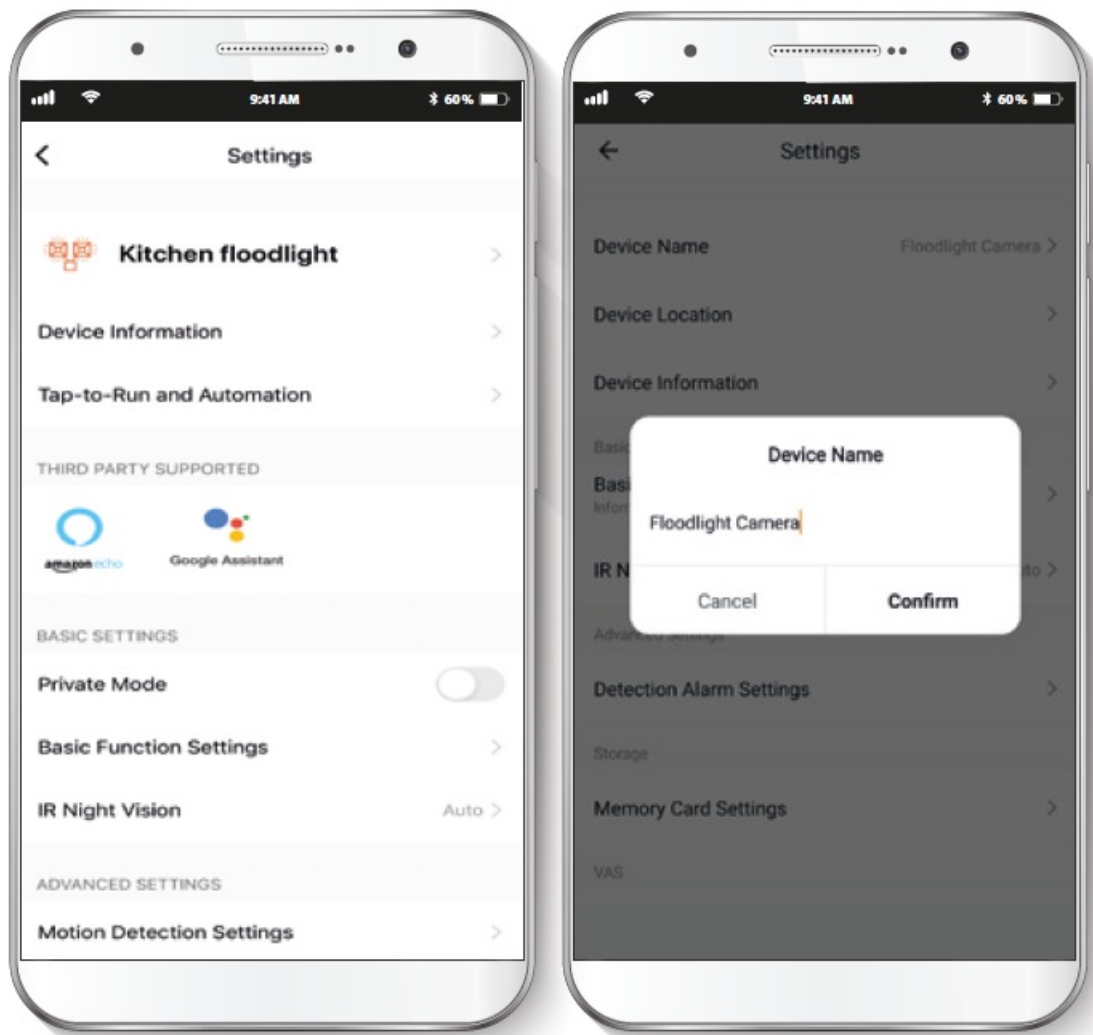 9:41 AM
60%
Settings
Kitchen floodlight
Device Information
Tap-to-Run and Automation
THIRD PARTY SUPPORTED
amazon echo
Google Assistant
BASIC SETTINGS
Private Mode
Basic Function Settings
IR Night Vision
Auto
ADVANCED SETTINGS
Motion Detection Settings
9:41 AM
60%
Settings
Device Name
Floodlight Camera
Device Location
Device Information
Device Name
Floodlight Camera
Cancel
Confirm
Advanced Settings
Detection Alarm Settings
Storage
Memory Card Settings
VAS